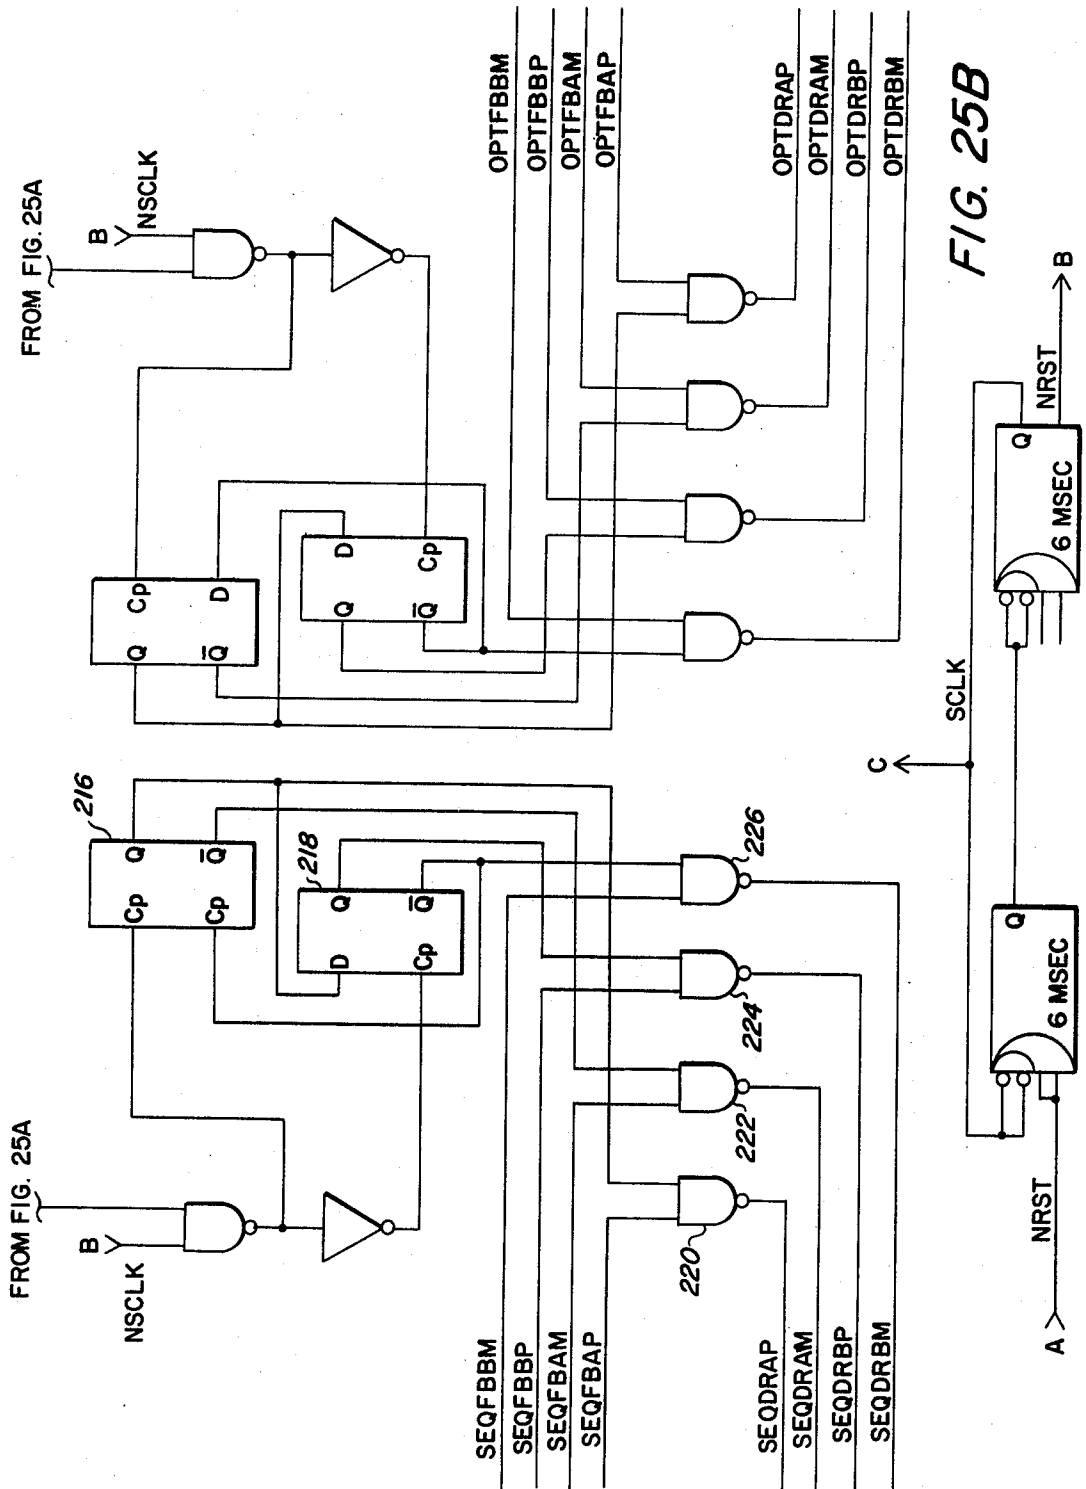 FROM FIG. 25A
B
NSCLK
216
Cp
Q
Cp
Q̅
218
D
Q
Cp
Q̅
SEQFBBM
SEQFBBP
SEQFBAM
SEQFBAP
220
222
224
226
SEQDRAP
SEQDRAM
SEQDRBP
SEQDRBM
FROM FIG. 25A
B
NSCLK
Q
Cp
Q̅
D
Q
D
Q̅
Cp
OPTFBBM
OPTFBBP
OPTFBAM
OPTFBAP
OPTDRAP
OPTDRAM
OPTDRBP
OPTDRBM
C
SCLK
A
NRST
Q
6 MSEC
Q
6 MSEC
NRST
B
FIG. 25B